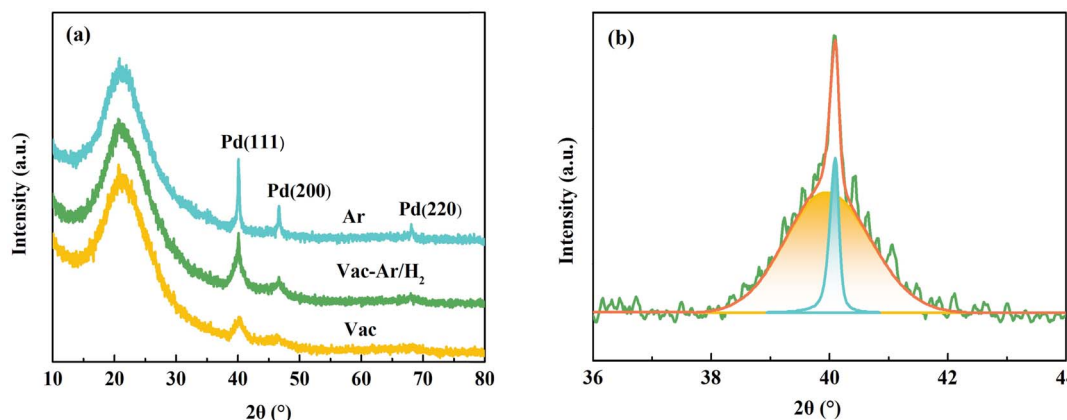 (a)
Intensity (a.u.)
Pd(111)
Pd(200)
Pd(220)
Ar
Vac-Ar/H₂
Vac
10 20 30 40 50 60 70 80
2θ (°)
(b)
Intensity (a.u.)
36 38 40 42 44
2θ (°)